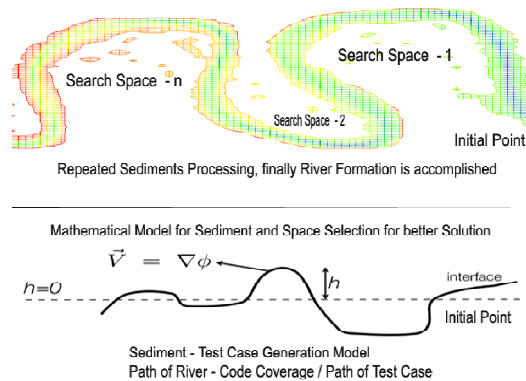 Search Space - 1
Search Space - n
Search Space - 2
Initial Point
Repeated Sediments Processing, finally River Formation is accomplished
Mathematical Model for Sediment and Space Selection for better Solution
V⃗ = ∇ϕ
h=0
h
interface
Initial Point
Sediment - Test Case Generation Model
Path of River - Code Coverage / Path of Test Case